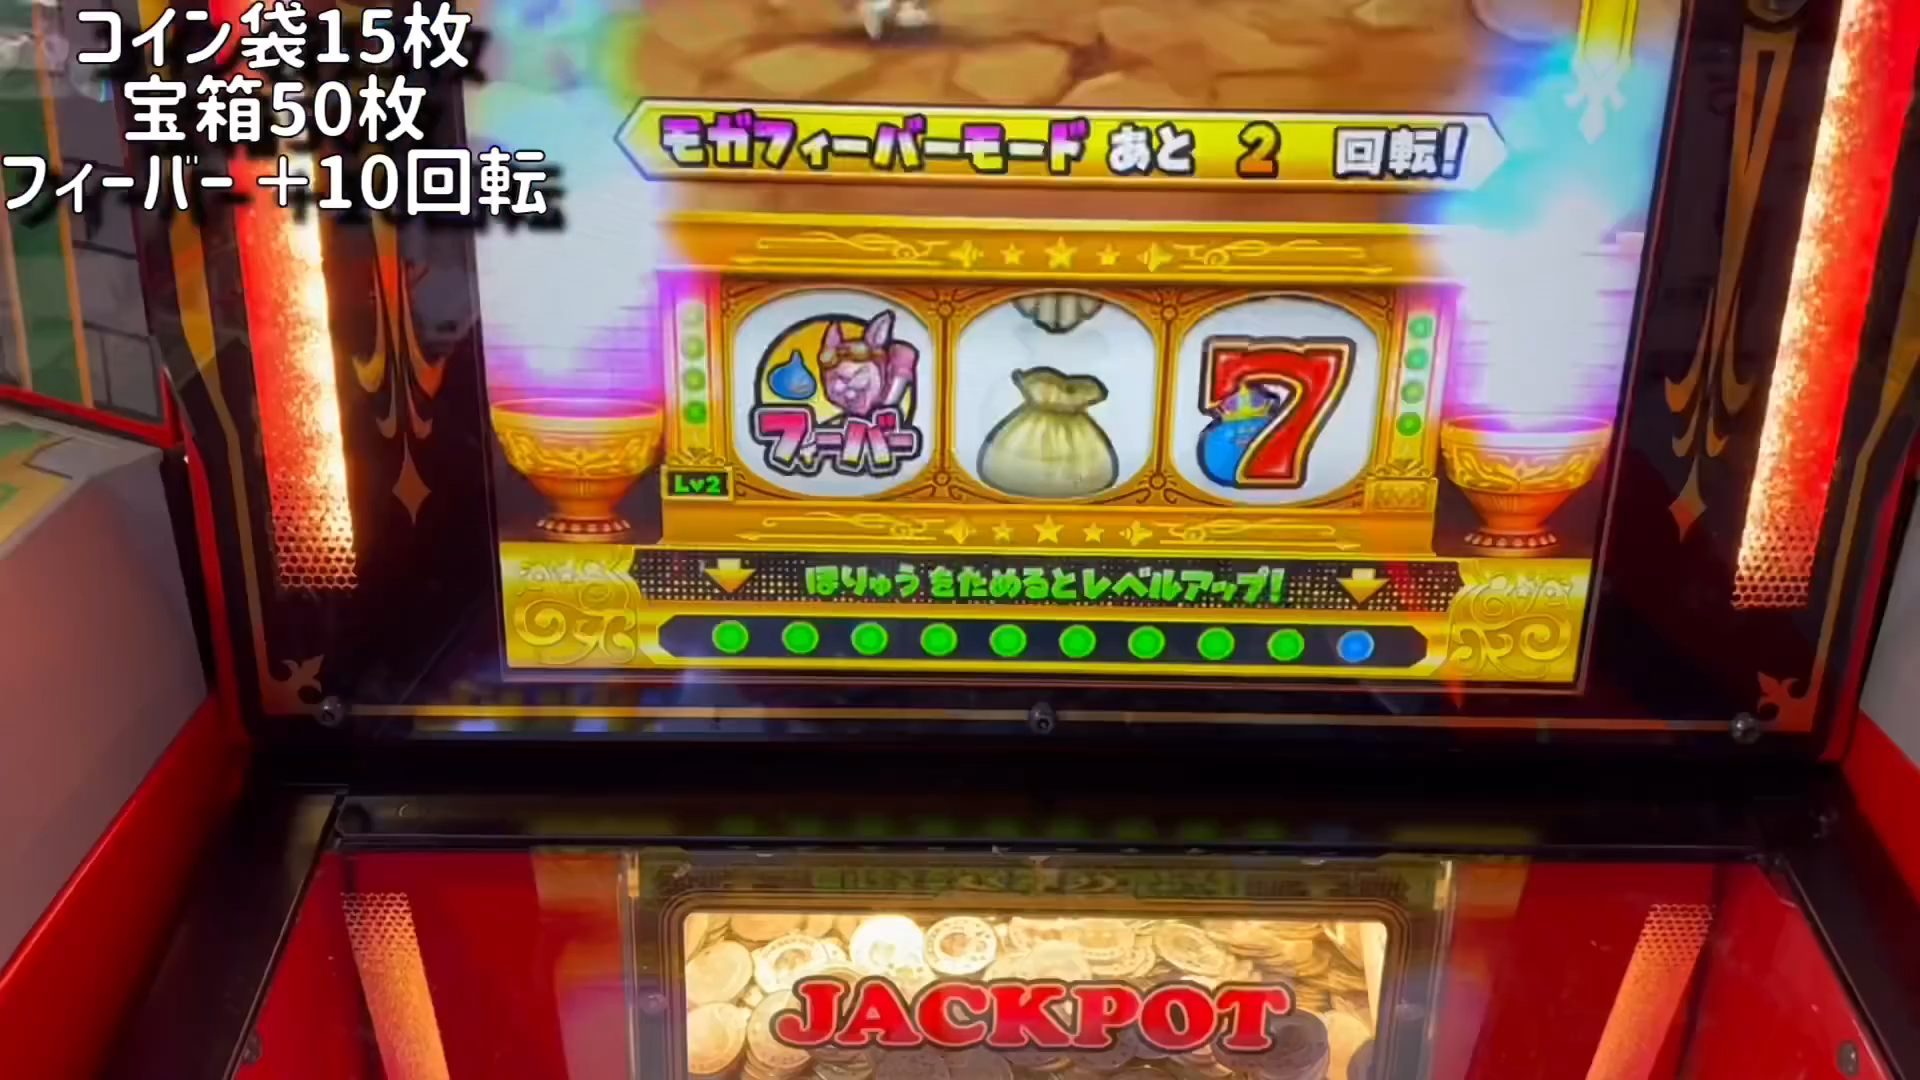 コイン袋15枚
宝箱50枚
フィーバー +10回転
モガフィーバーモード あと 2 回転!
フィーバー
7
Lv2
ほりゅうをためるとレベルアップ!
JACKPOT